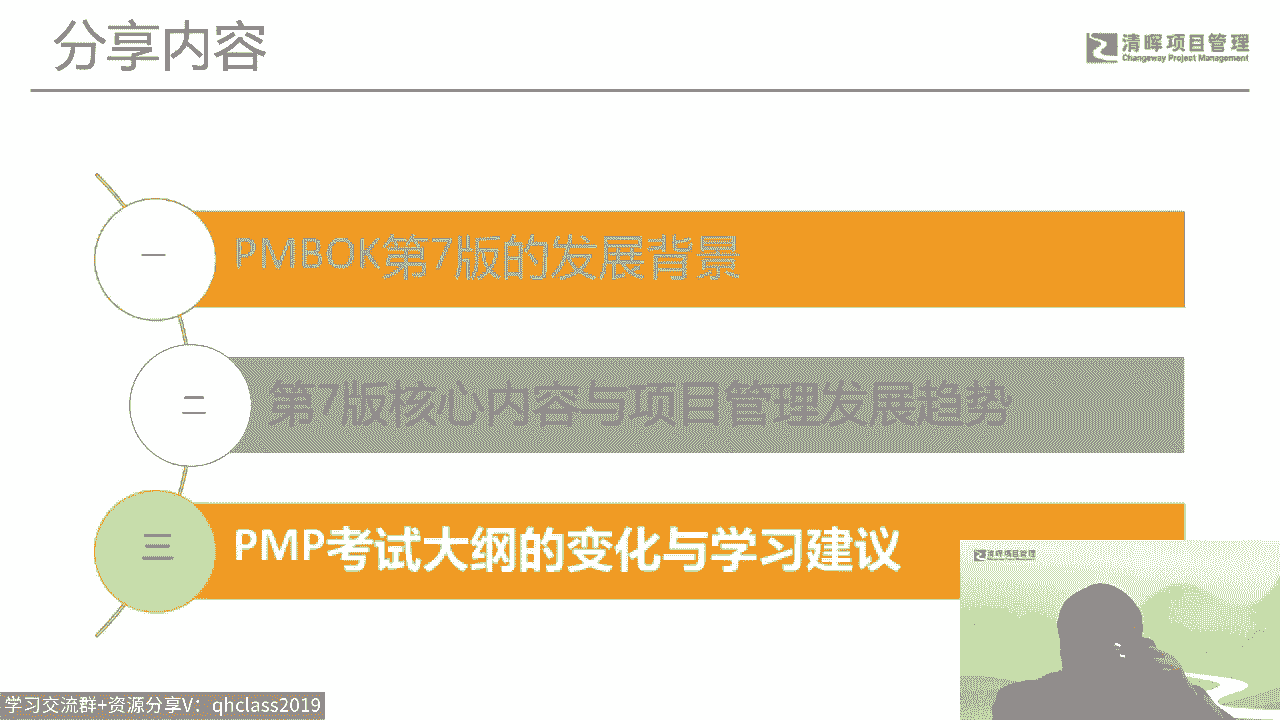 分享内容
清晖项目管理
Changeway Project Management
一
PMBOK第7版的发展背景
二
第7版核心内容与项目管理发展趋势
三
PMP考试大纲的变化与学习建议
清晖项目管理
学习交流群+资源分享V：qhclass2019